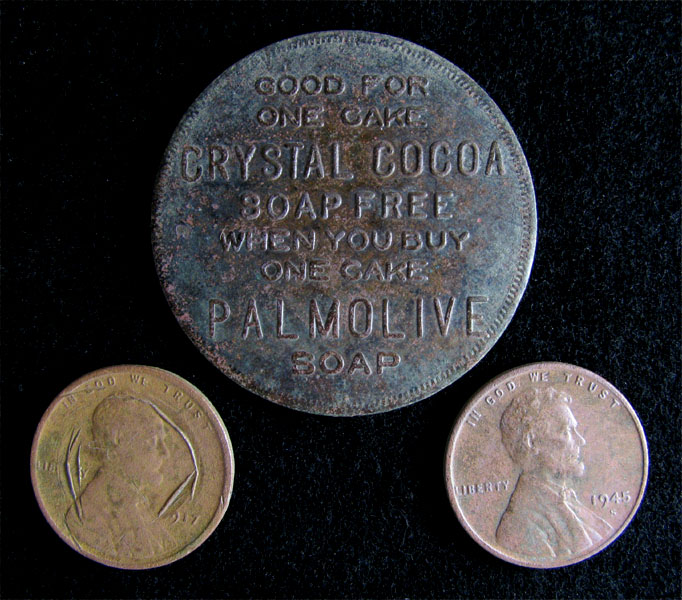 GOOD FOR
ONE CAKE
CRYSTAL COCOA
SOAP FREE
WHEN YOU BUY
ONE CAKE
PALMOLIVE
SOAP
IN GOD WE TRUST
917
IN GOD WE TRUST
LIBERTY
1945
S